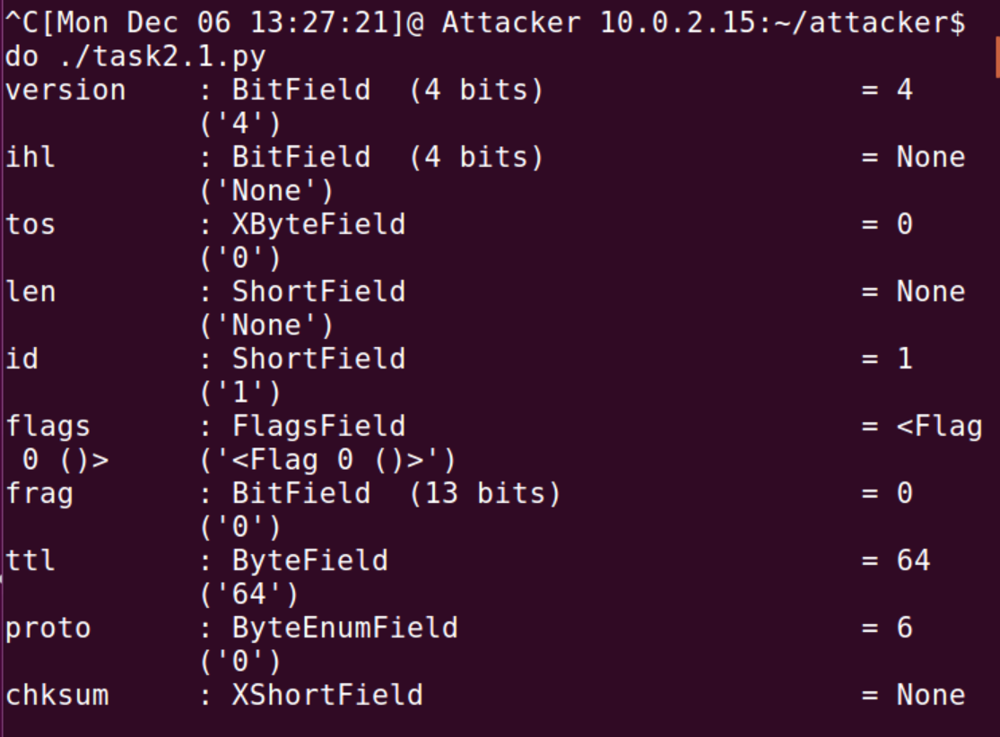 ^C[Mon Dec 06 13:27:21]@ Attacker 10.0.2.15:~/attacker$
do ./task2.1.py
version    : BitField  (4 bits)                  = 4
           ('4')
ihl        : BitField  (4 bits)                  = None
           ('None')
tos        : XByteField                          = 0
           ('0')
len        : ShortField                          = None
           ('None')
id         : ShortField                          = 1
           ('1')
flags      : FlagsField                          = <Flag
 0 ()>     ('<Flag 0 ()>')
frag       : BitField  (13 bits)                 = 0
           ('0')
ttl        : ByteField                           = 64
           ('64')
proto      : ByteEnumField                       = 6
           ('0')
chksum     : XShortField                         = None